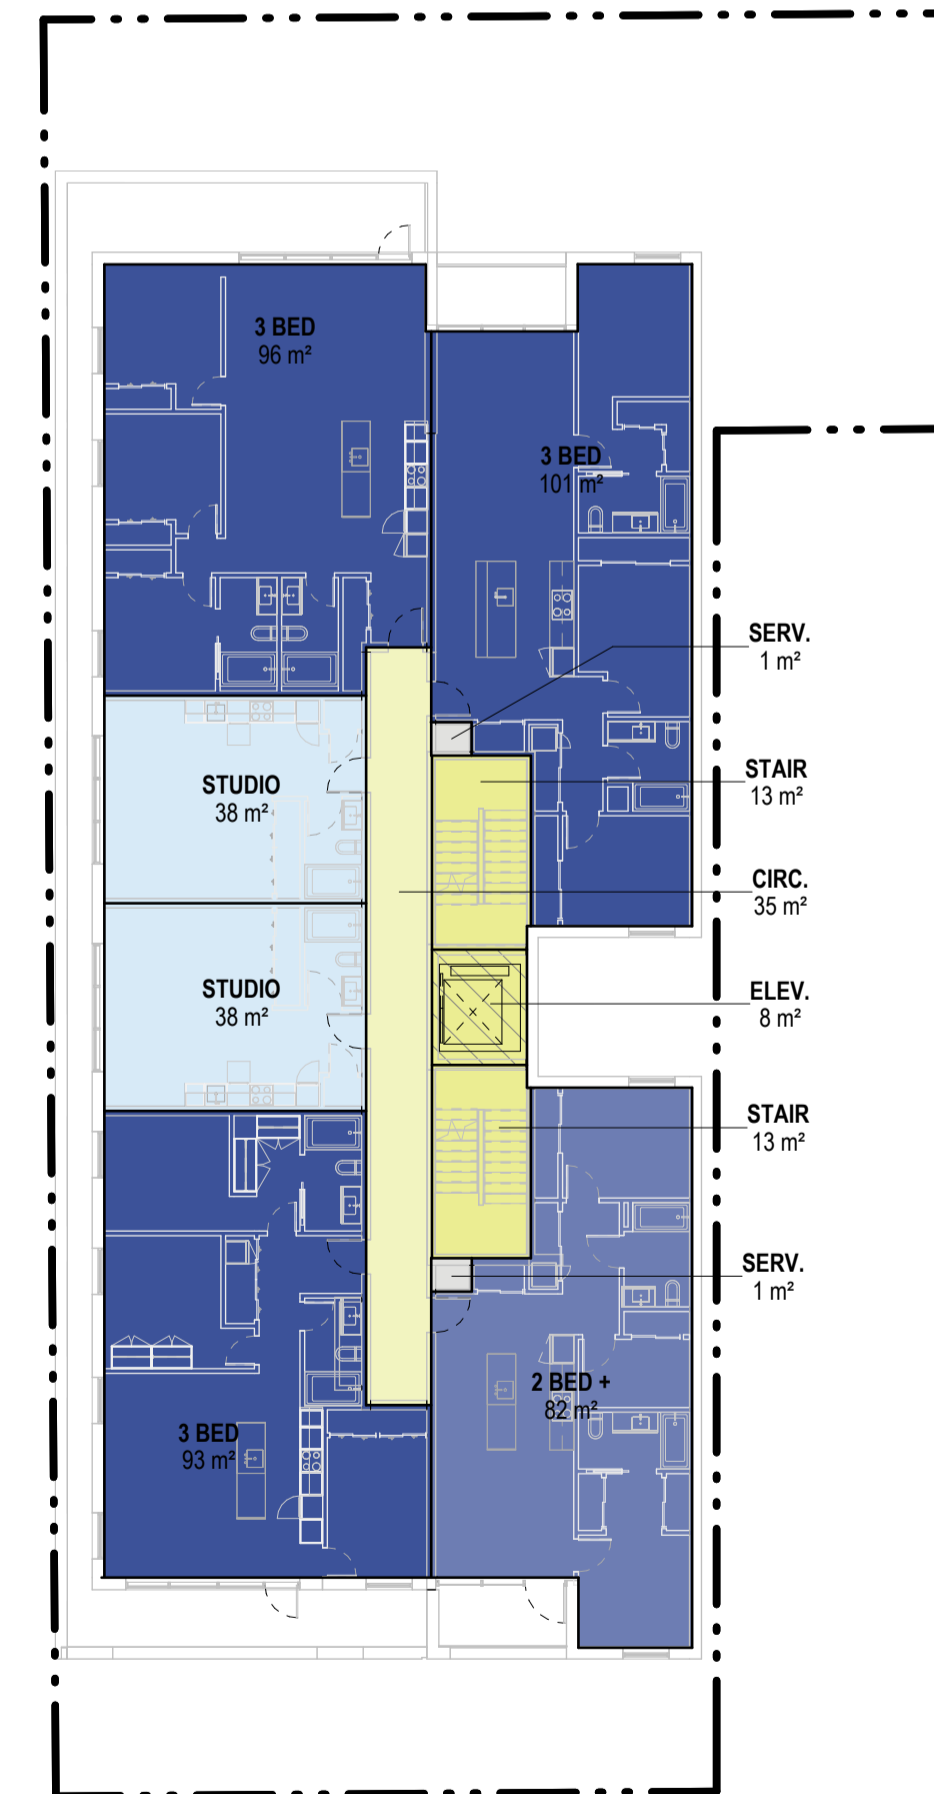 3 BED
96 m²
3 BED
101 m²
SERV.
1 m²
STAIR
13 m²
STUDIO
38 m²
CIRC.
35 m²
STUDIO
38 m²
ELEV.
8 m²
STAIR
13 m²
SERV.
1 m²
2 BED +
82 m²
3 BED
93 m²